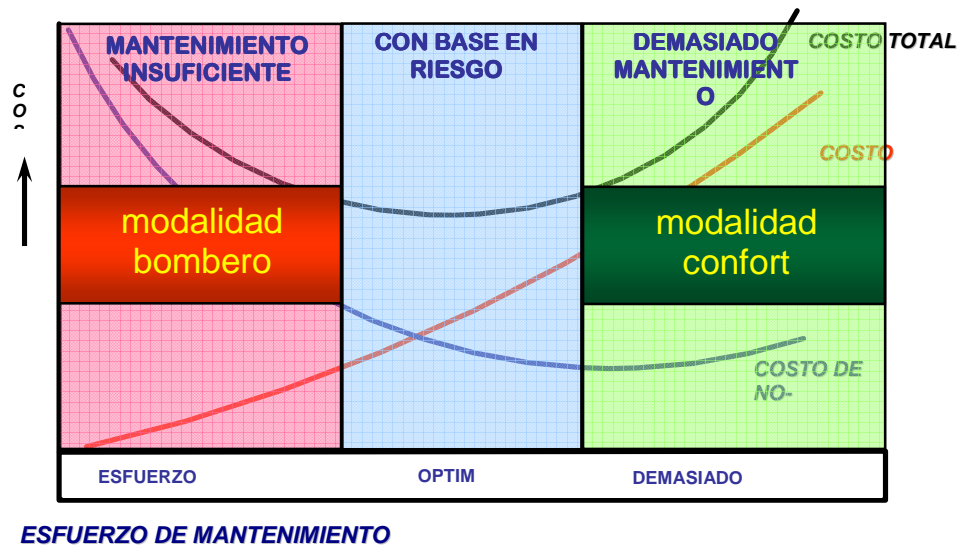 MANTENIMIENTO
INSUFICIENTE
CON BASE EN
RIESGO
DEMASIADO
MANTENIMIENT
O
COSTO TOTAL
C
O
COSTO
modalidad
bombero
modalidad
confort
COSTO DE
NO-
ESFUERZO
OPTIM
DEMASIADO
ESFUERZO DE MANTENIMIENTO